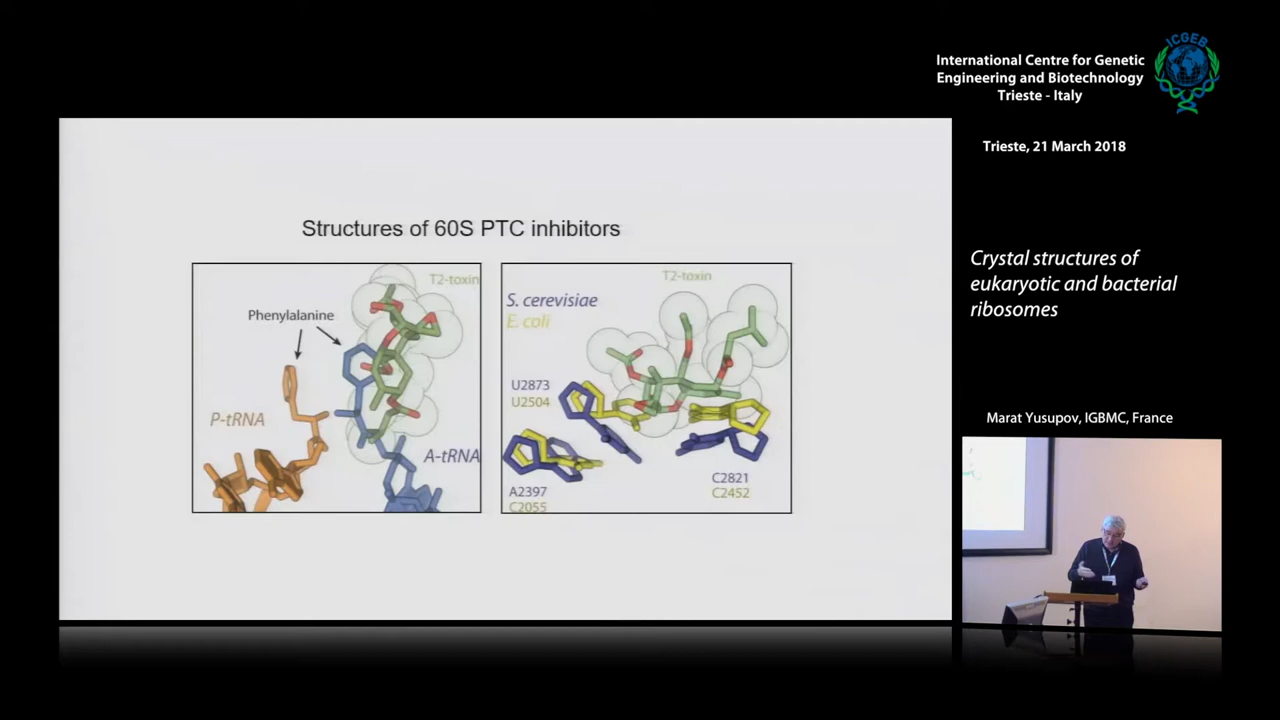 ICGEB
International Centre for Genetic
Engineering and Biotechnology
Trieste - Italy
Trieste, 21 March 2018
Structures of 60S PTC inhibitors
T2-toxin
Phenylalanine
P-tRNA
A-tRNA
T2-toxin
S. cerevisiae
E. coli
U2873
U2504
A2397
C2055
C2821
C2452
Crystal structures of
eukaryotic and bacterial
ribosomes
Marat Yusupov, IGBMC, France